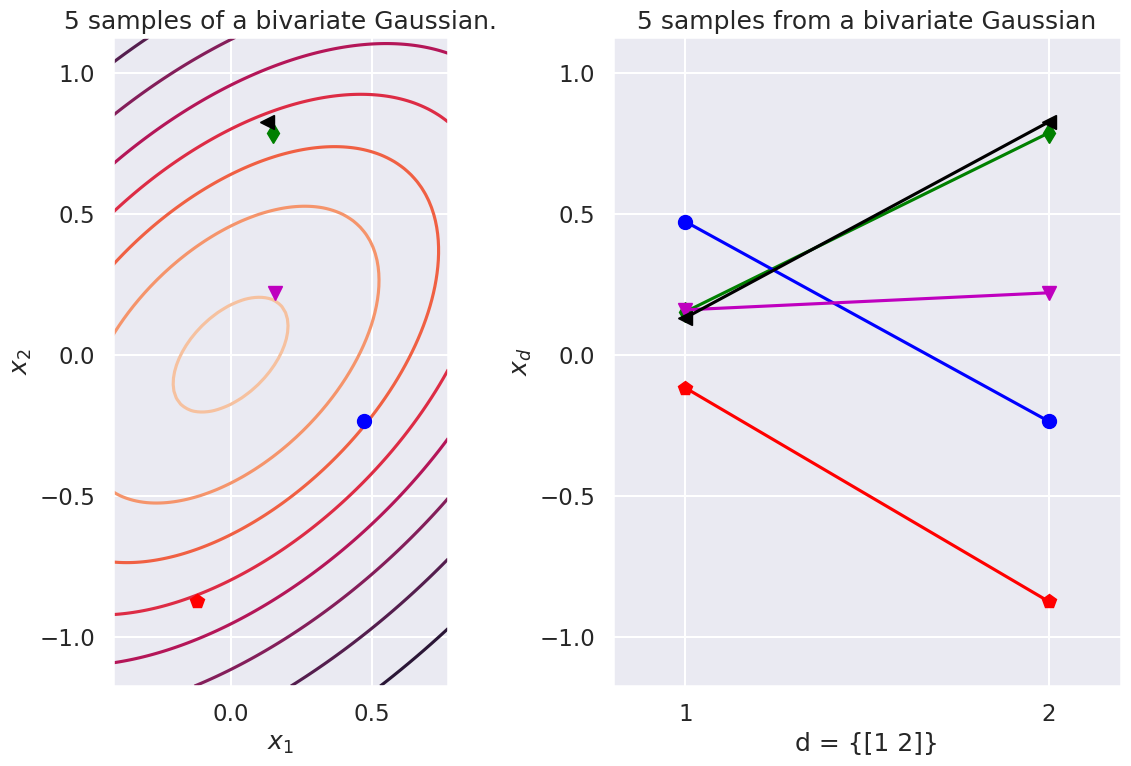 5 samples of a bivariate Gaussian.
1.0
0.5
0.0
−0.5
−1.0
x₂
0.0 0.5
x₁
5 samples from a bivariate Gaussian
1.0
0.5
0.0
−0.5
−1.0
x_d
1 2
d = {[1 2]}